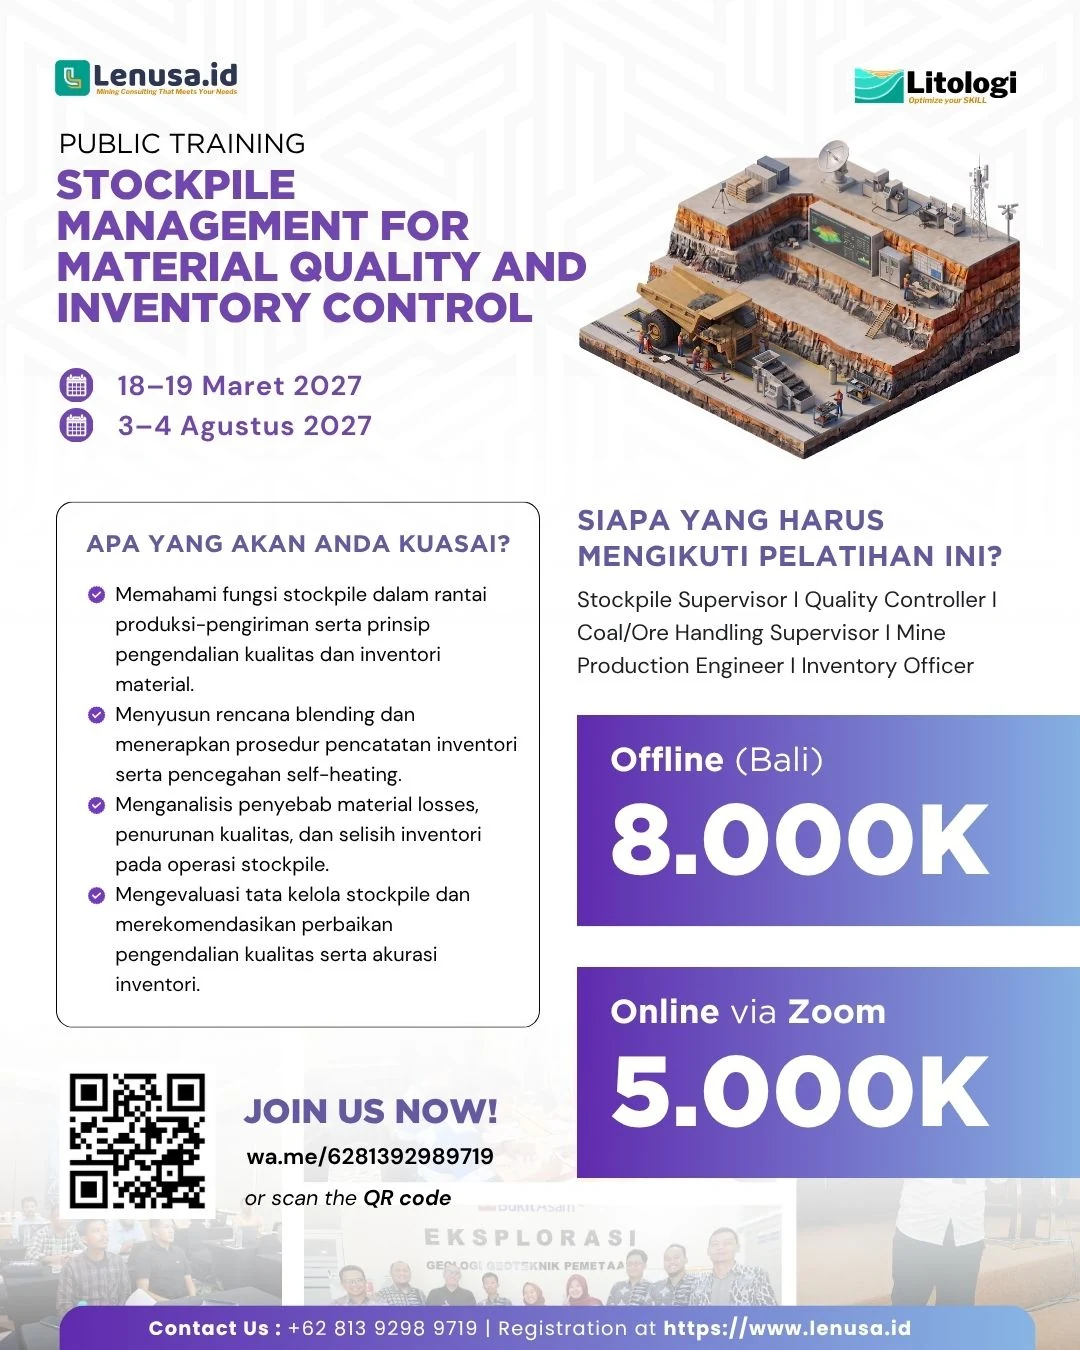 Lenusa.id
Mining Consulting That Meets Your Needs
Litologi
Optimize your SKILL
PUBLIC TRAINING
STOCKPILE
MANAGEMENT FOR
MATERIAL QUALITY AND
INVENTORY CONTROL
18–19 Maret 2027
3–4 Agustus 2027
APA YANG AKAN ANDA KUASAI?
Memahami fungsi stockpile dalam rantai
produksi-pengiriman serta prinsip
pengendalian kualitas dan inventori
material.
Menyusun rencana blending dan
menerapkan prosedur pencatatan inventori
serta pencegahan self-heating.
Menganalisis penyebab material losses,
penurunan kualitas, dan selisih inventori
pada operasi stockpile.
Mengevaluasi tata kelola stockpile dan
merekomendasikan perbaikan
pengendalian kualitas serta akurasi
inventori.
SIAPA YANG HARUS
MENGIKUTI PELATIHAN INI?
Stockpile Supervisor I Quality Controller I
Coal/Ore Handling Supervisor I Mine
Production Engineer I Inventory Officer
Offline (Bali)
8.000K
Online via Zoom
5.000K
JOIN US NOW!
wa.me/6281392989719
or scan the QR code
BukitAsam
EKSPLORASI
GEOLOGI GEOTEKNIK PEMETAA
Contact Us : +62 813 9298 9719 | Registration at https://www.lenusa.id